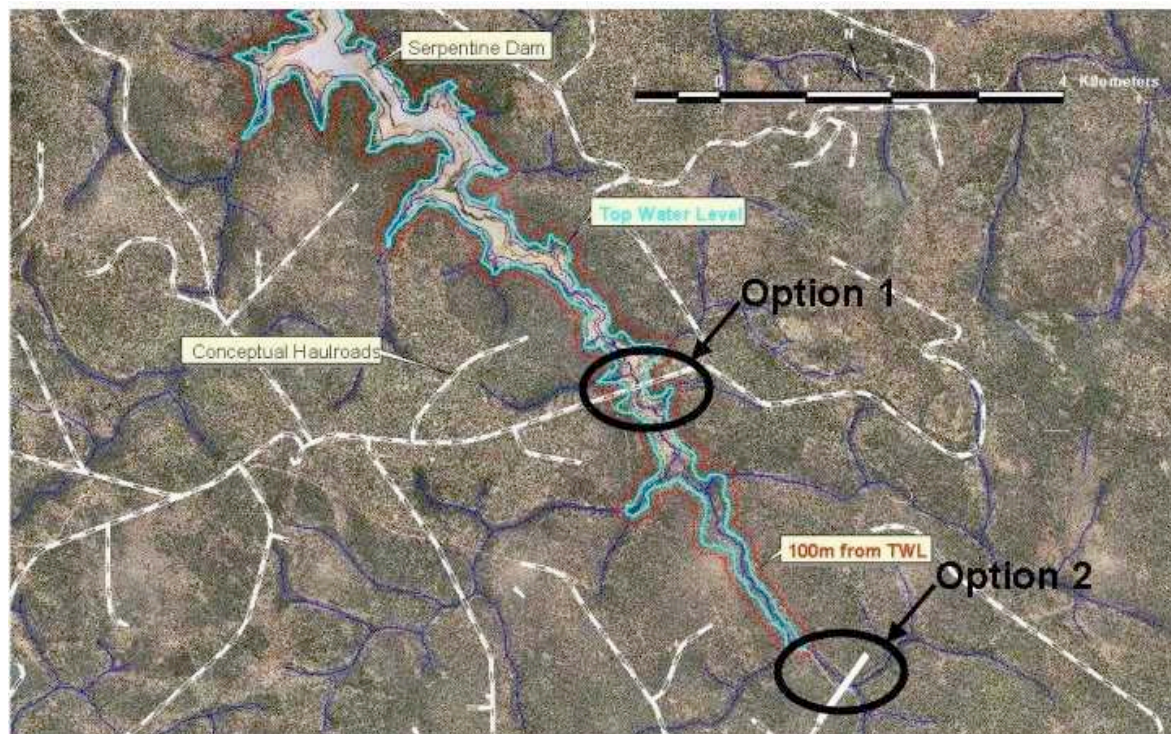 Serpentine Dam
N
1 0 1 2 3 4 Kilometers
Top Water Level
Option 1
Conceptual Haulroads
100m from TWL
Option 2